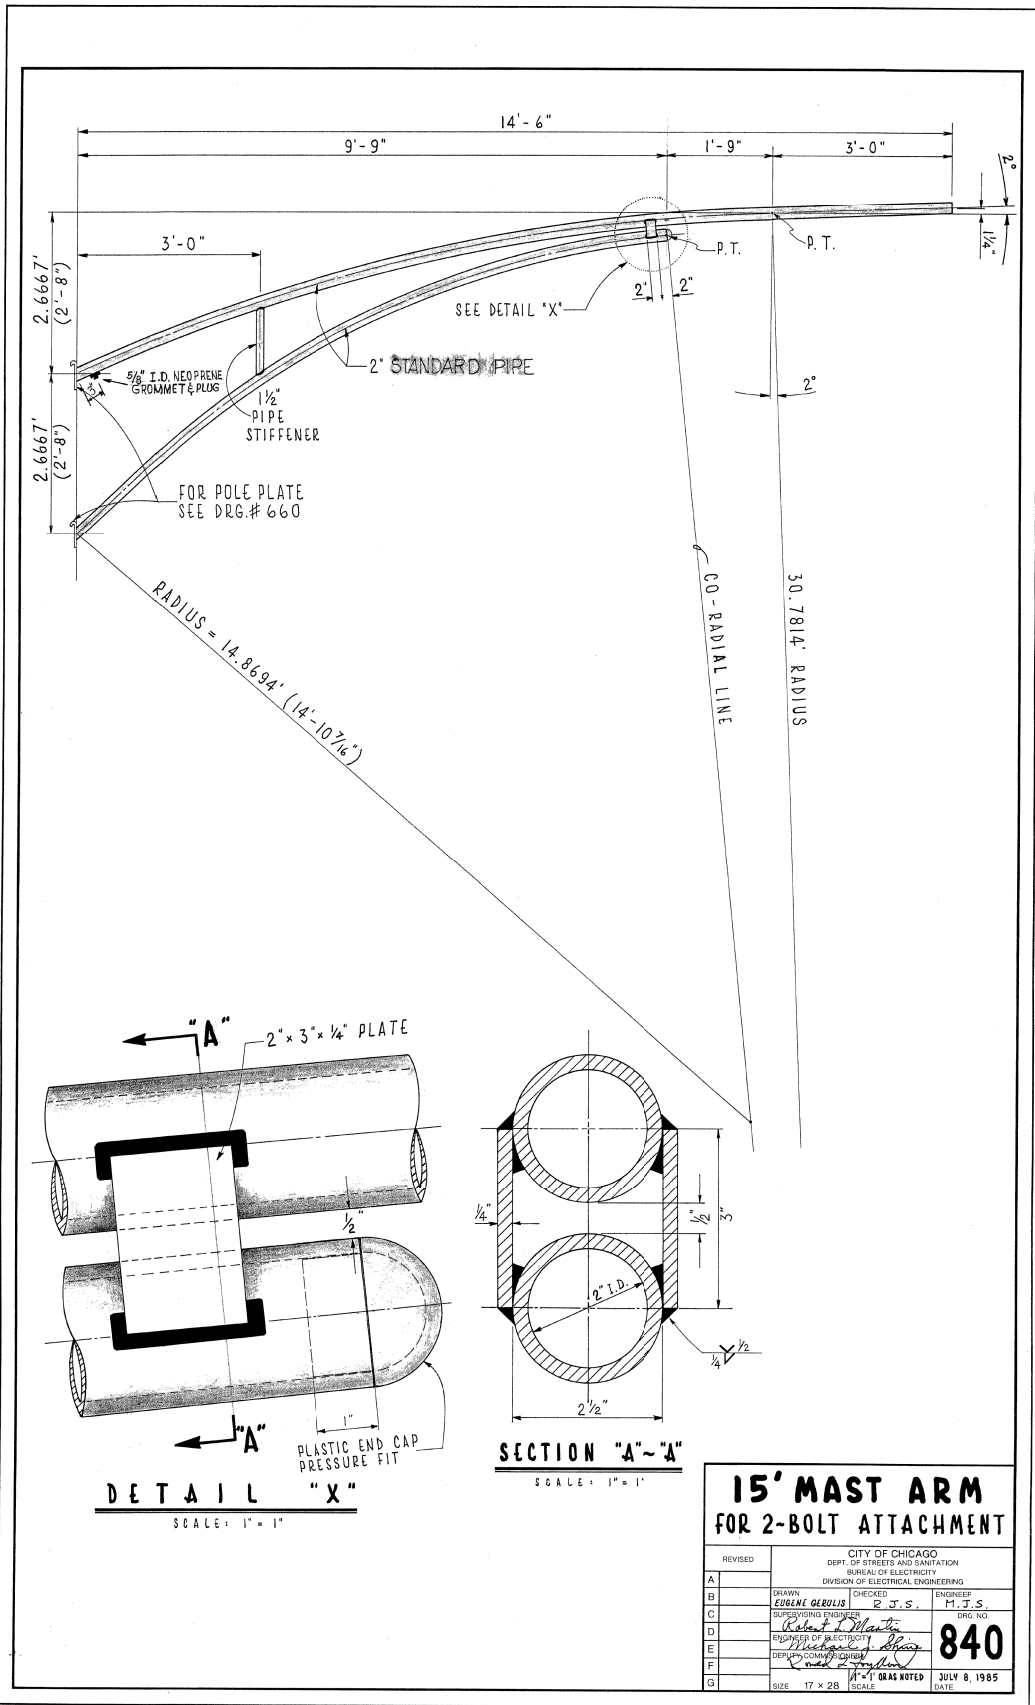 14'-6"
9'-9"
1'-9"
3'-0"
2°
1¼"
3'-0"
P.T.
P.T.
2.6667'
(2'-8")
2"
2"
SEE DETAIL "X"
2" STANDARD PIPE
5/8" I.D. NEOPRENE
GROMMET & PLUG
3"
1½"
PIPE
STIFFENER
2°
2.6667'
(2'-8")
FOR POLE PLATE
SEE DRG.# 660
RADIUS = 14.8694' (14'-10 7/16")
CO-RADIAL LINE
30.7814' RADIUS
"A"
2" × 3" × ¼" PLATE
½"
¼"
½"
3"
2" I.D.
¼ ½
1"
"A"
PLASTIC END CAP
PRESSURE FIT
2½"
DETAIL "X"
SCALE: 1" = 1"
SECTION "A"~"A"
SCALE: 1" = 1'
15' MAST ARM
FOR 2~BOLT ATTACHMENT
REVISED
A
B
C
D
E
F
G
CITY OF CHICAGO
DEPT. OF STREETS AND SANITATION
BUREAU OF ELECTRICITY
DIVISION OF ELECTRICAL ENGINEERING
DRAWN
EUGENE GERULIS
CHECKED
R.J.S.
ENGINEER
M.J.S.
SUPERVISING ENGINEER
Robert L. Martin
ENGINEER OF ELECTRICITY
Michael J.
DEPUTY COMMISSIONER
DRG. NO.
840
SIZE 17 × 28
1" = 1' OR AS NOTED
SCALE
JULY 8, 1985
DATE